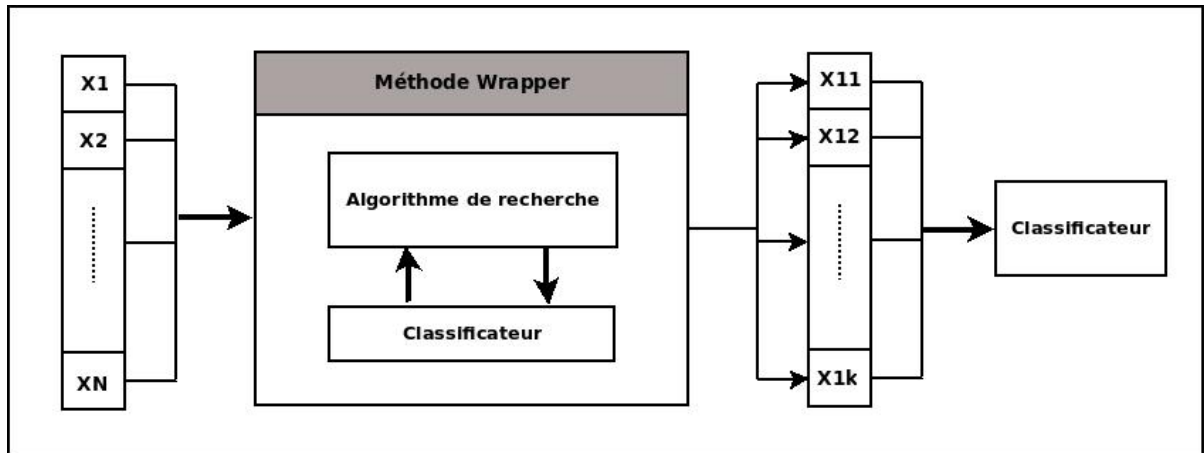 X1
X2
XN
Méthode Wrapper
Algorithme de recherche
Classificateur
X11
X12
X1k
Classificateur